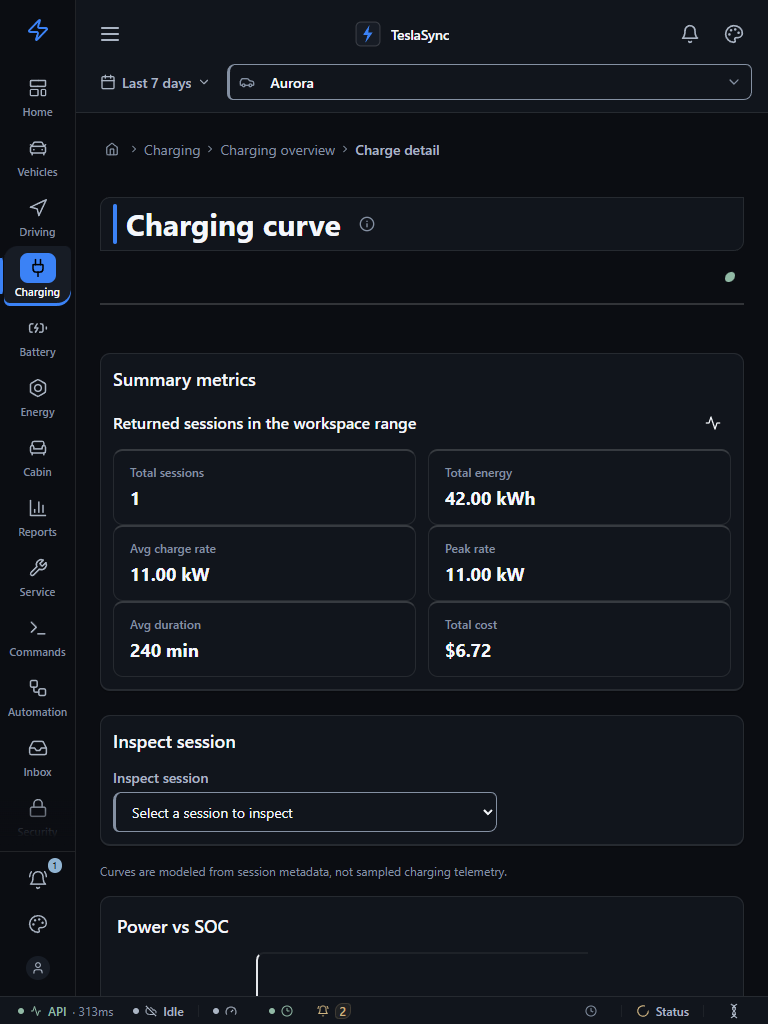 TeslaSync
Last 7 days
Aurora
Home
Vehicles
Driving
Charging
Battery
Energy
Cabin
Reports
Service
Commands
Automation
Inbox
Security
1
Charging
Charging overview
Charge detail
Charging curve
Summary metrics
Returned sessions in the workspace range
Total sessions
1
Total energy
42.00 kWh
Avg charge rate
11.00 kW
Peak rate
11.00 kW
Avg duration
240 min
Total cost
$6.72
Inspect session
Inspect session
Select a session to inspect
Curves are modeled from session metadata, not sampled charging telemetry.
Power vs SOC
API · 313ms
Idle
2
Status